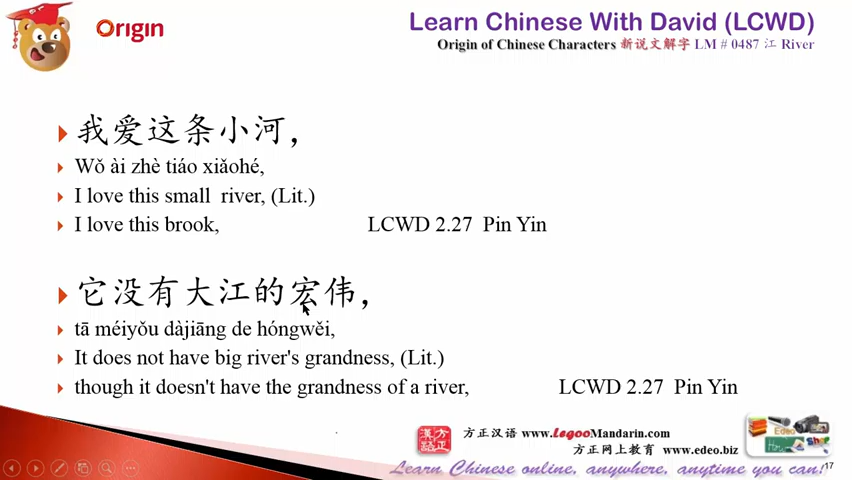 Origin
Learn Chinese With David (LCWD)
Origin of Chinese Characters 新说文解字 LM # 0487 江 River
我爱这条小河,
Wǒ ài zhè tiáo xiǎohé,
I love this small river, (Lit.)
I love this brook, LCWD 2.27 Pin Yin
它没有大江的宏伟,
tā méiyǒu dàjiāng de hóngwěi,
It does not have big river's grandness, (Lit.)
though it doesn't have the grandness of a river, LCWD 2.27 Pin Yin
方正汉语 www.LegooMandarin.com
方正网上教育 www.edeo.biz
Learn Chinese online, anywhere, anytime you can!
17